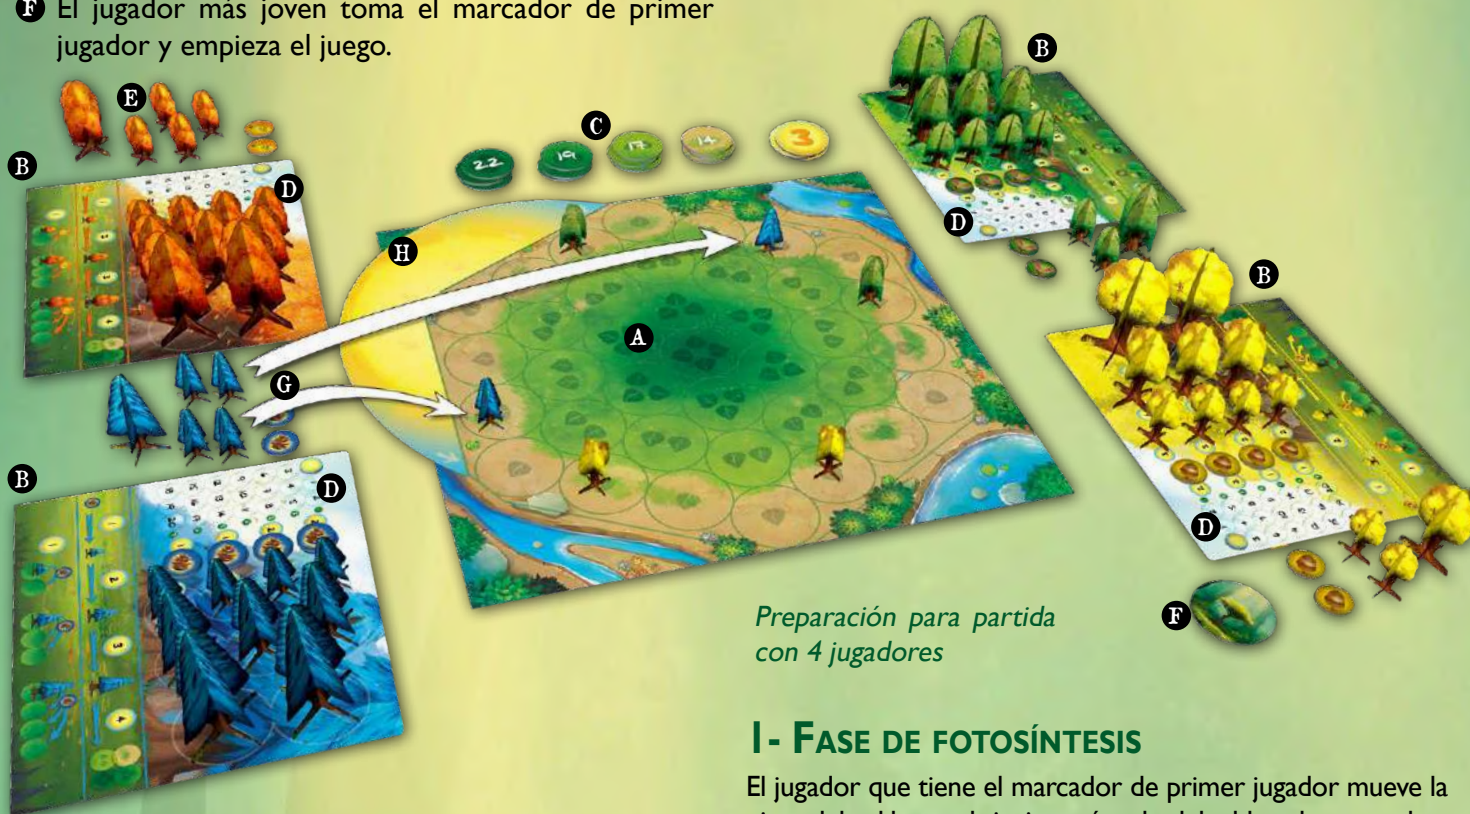 F El jugador más joven toma el marcador de primer
jugador y empieza el juego.
B
E
C
22
19
17
14
3
B
D
H
A
D
B
G
B
D
D
F
Preparación para partida
con 4 jugadores
1- FASE DE FOTOSÍNTESIS
El jugador que tiene el marcador de primer jugador mueve la